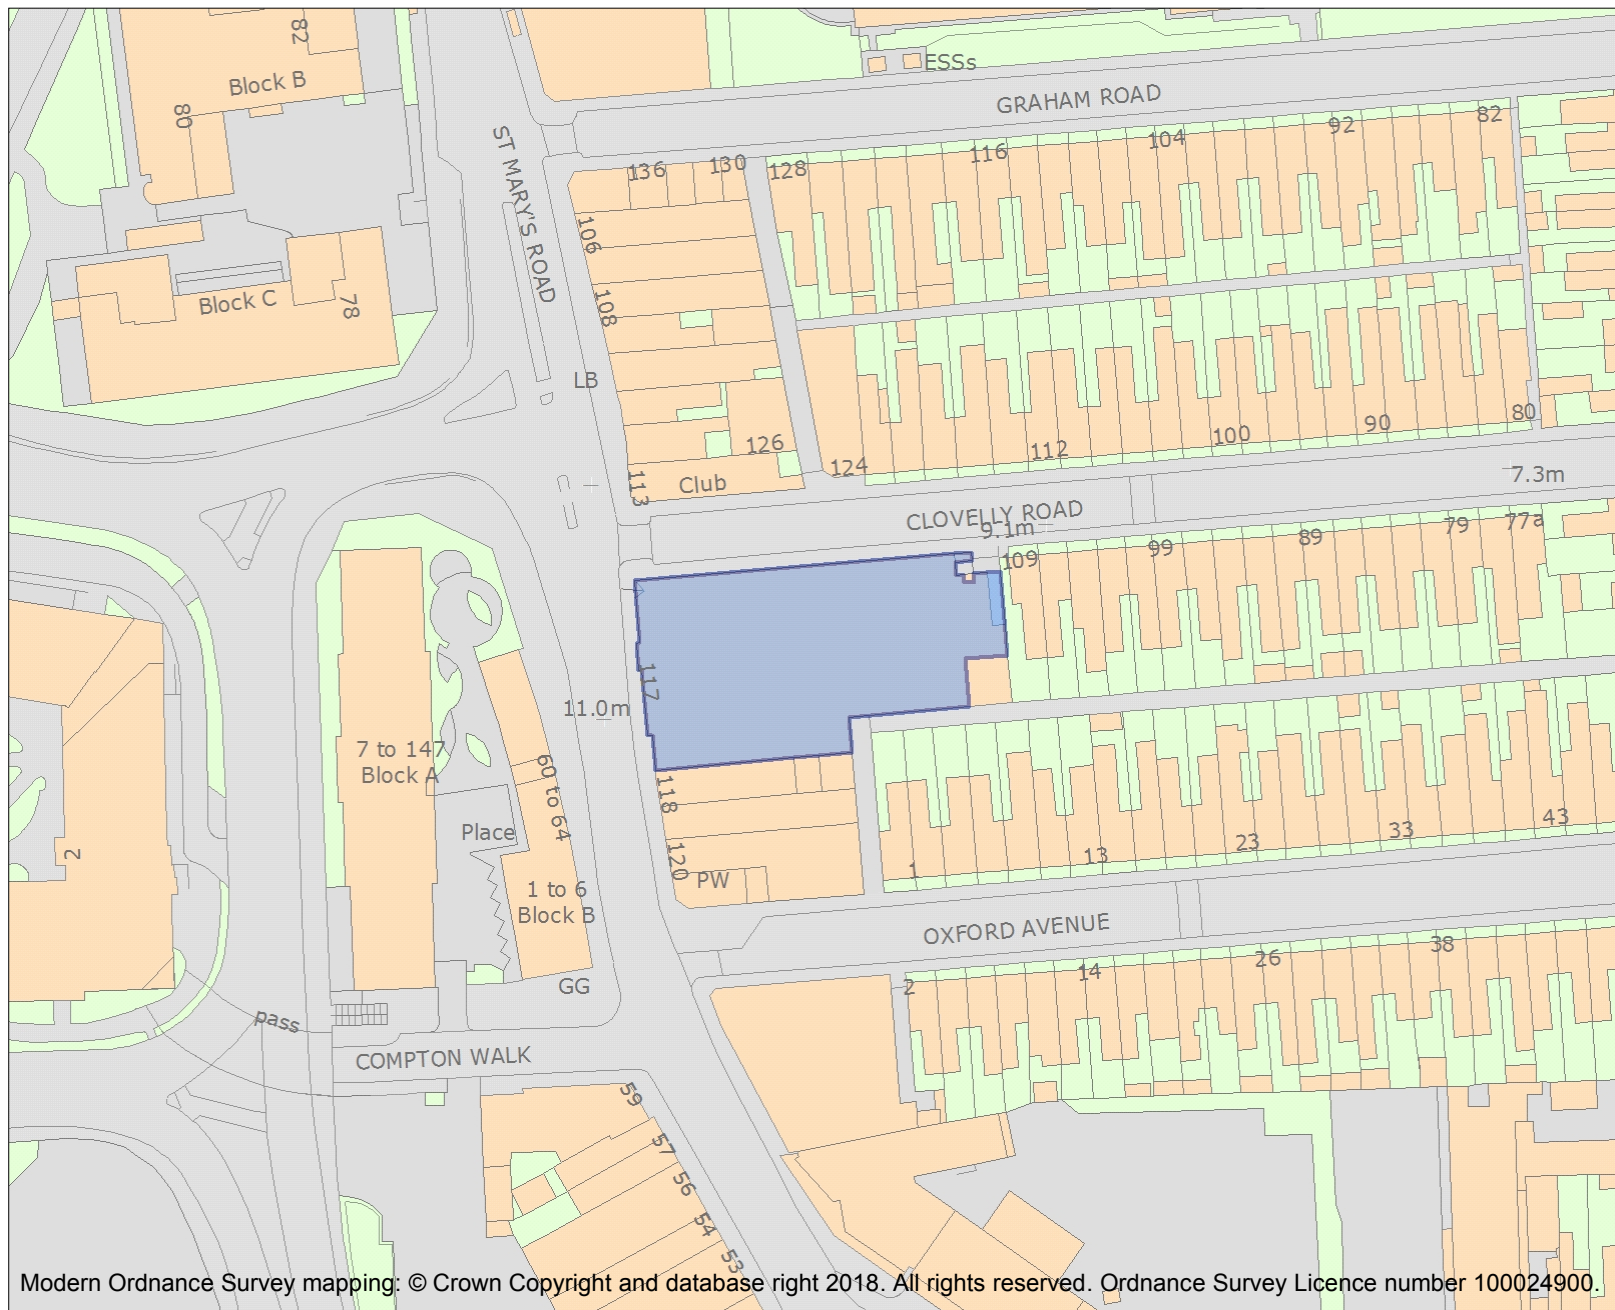 82
Block B
80
ESSs
GRAHAM ROAD
ST MARY'S ROAD
136
130
128
116
104
92
82
106
108
Block C
78
LB
113
126
Club
124
112
100
90
80
CLOVELLY ROAD
9.1m
7.3m
109
99
89
79
77a
117
11.0m
7 to 147
Block A
60 to 64
118
Place
120
PW
1 to 6
Block B
2
1
13
23
33
43
OXFORD AVENUE
GG
2
14
26
38
pass
COMPTON WALK
59
57
56
54
53
Modern Ordnance Survey mapping: © Crown Copyright and database right 2018. All rights reserved. Ordnance Survey Licence number 100024900.